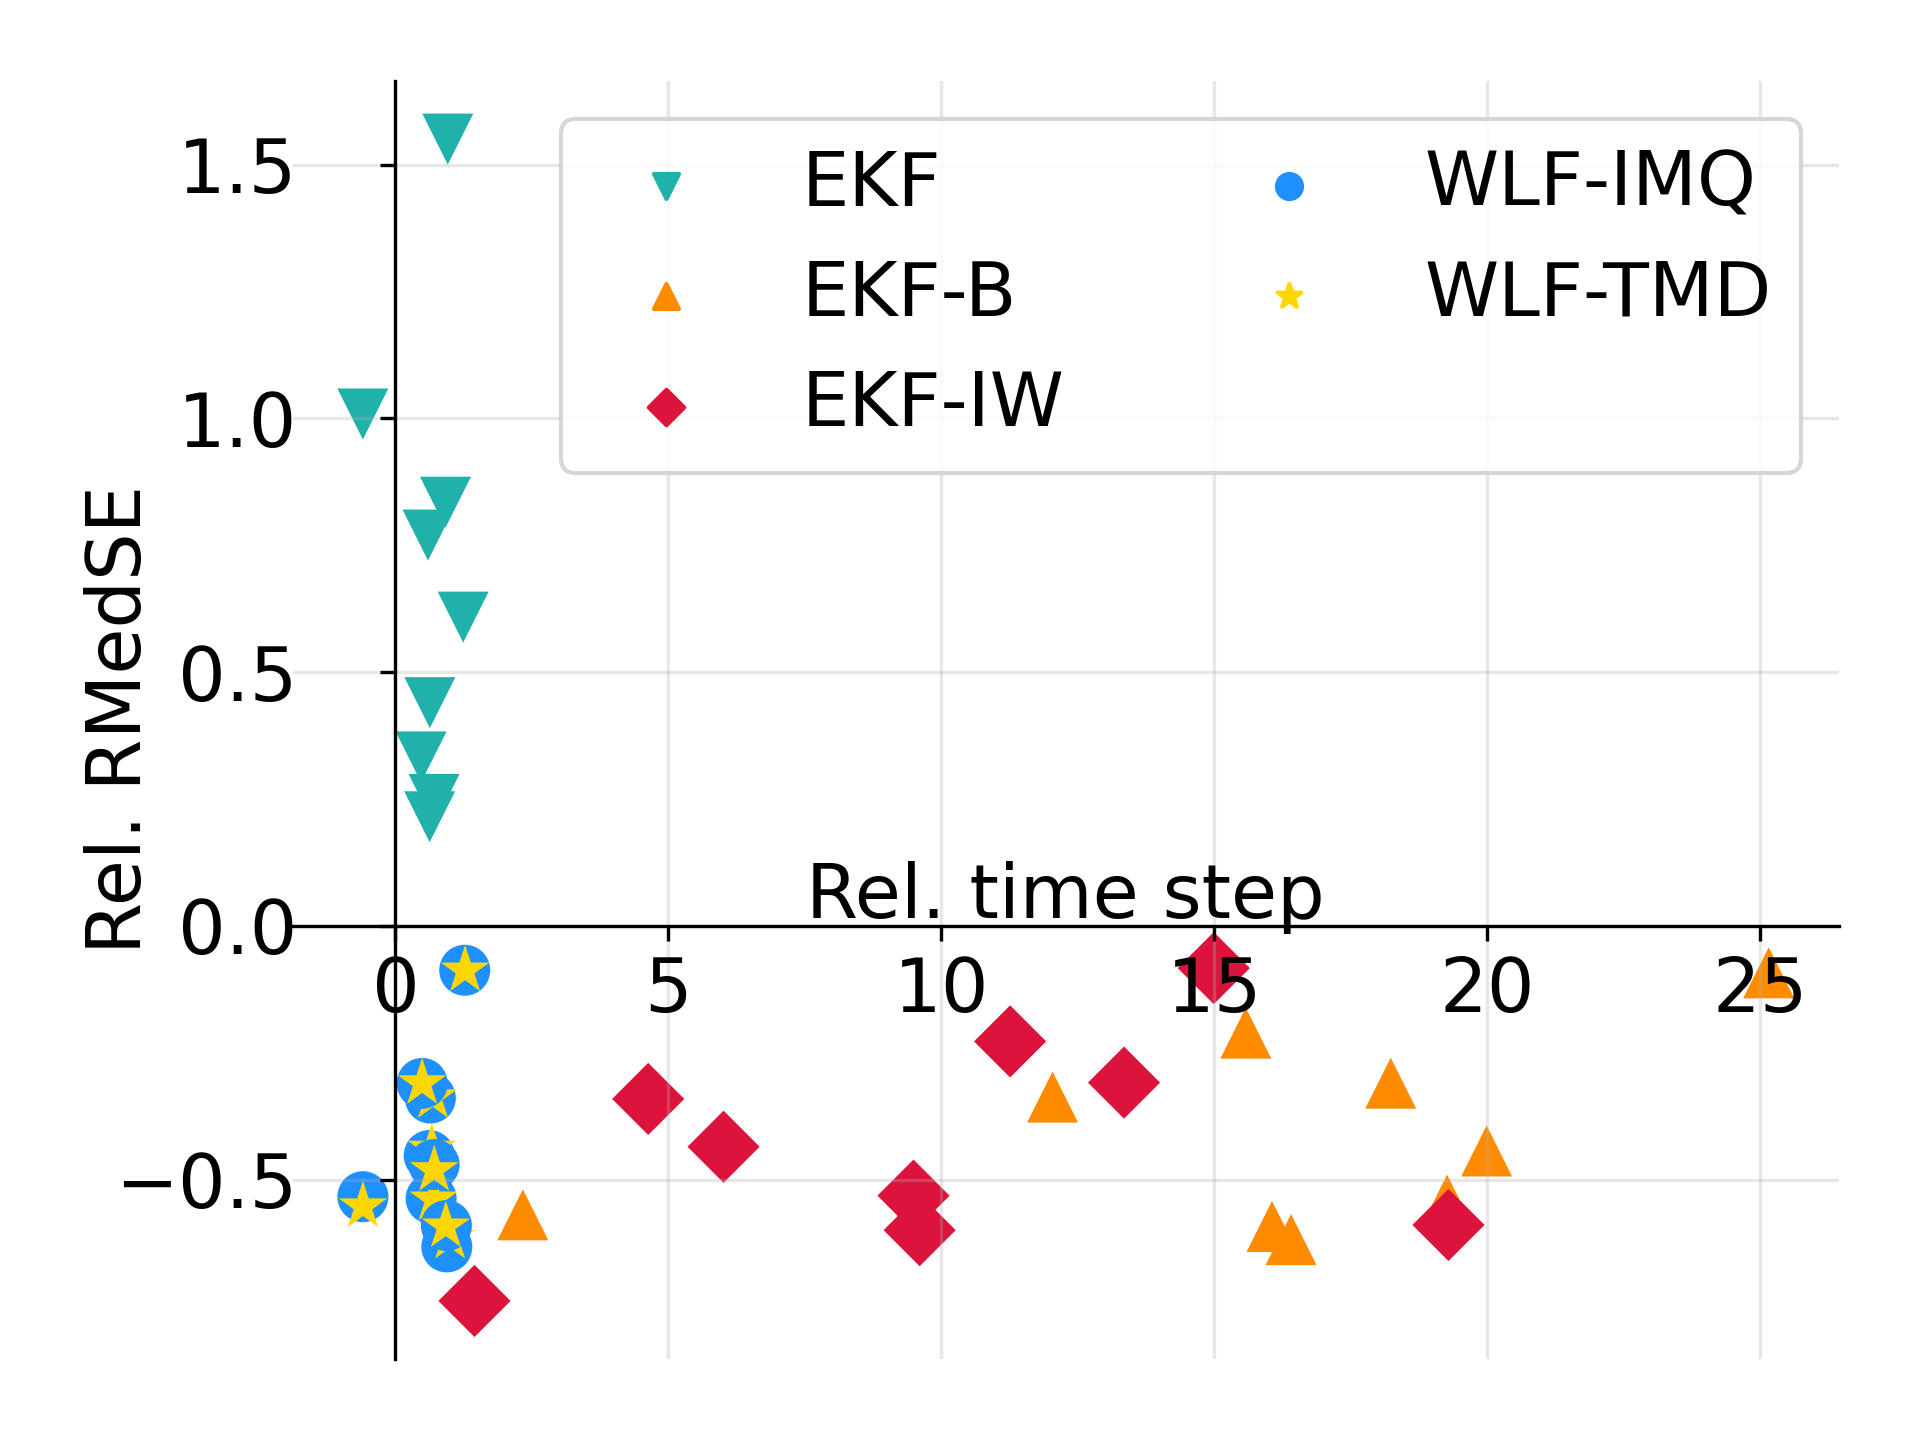 1.5
1.0
0.5
0.0
−0.5
Rel. RMedSE
EKF
EKF-B
EKF-IW
WLF-IMQ
WLF-TMD
Rel. time step
0 5 10 15 20 25